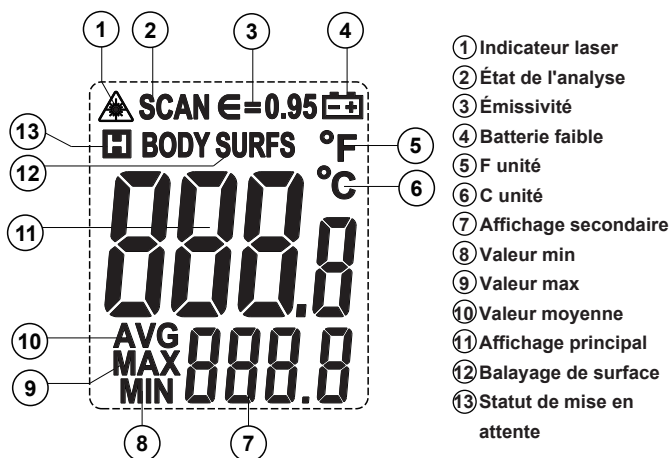 1 2 3 4
SCAN ∈=0.95
H BODY SURFS °F
°C
888.8
AVG
MAX
MIN
888.8
13
12
11
10
9
8
7
5
6
1 Indicateur laser
2 État de l'analyse
3 Émissivité
4 Batterie faible
5 F unité
6 C unité
7 Affichage secondaire
8 Valeur min
9 Valeur max
10 Valeur moyenne
11 Affichage principal
12 Balayage de surface
13 Statut de mise en
attente